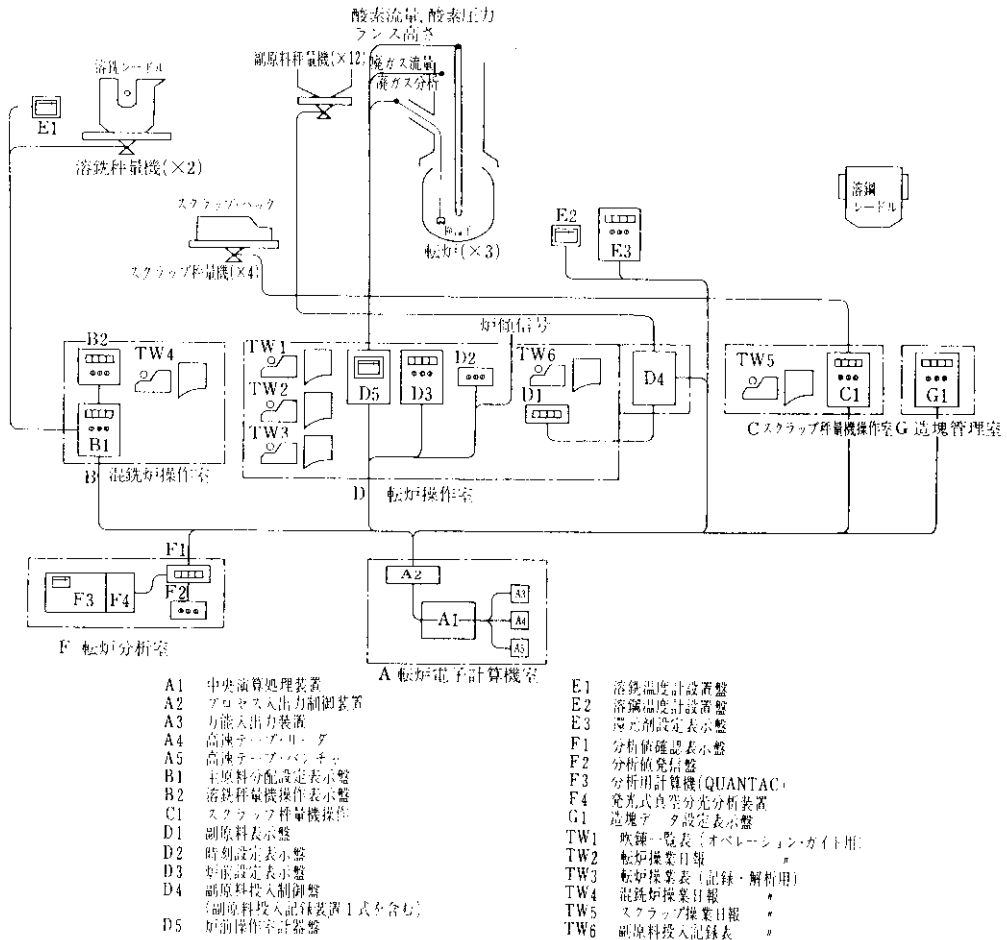 酸素流量, 酸素圧力
ランス高さ
副原料秤量機(×12)
廃ガス流量
廃ガス分析
溶銑レードル
E1
溶銑秤量機(×2)
スクラップ・バック
スクラップ秤量機(×4)
転炉(×3)
E2
E3
溶鋼
レードル
炉傾信号
B2
TW4
B1
B 混銑炉操作室
TW1
TW2
TW3
D5
D3
D2
TW6
D1
D4
D 転炉操作室
TW5
C1
C スクラップ秤量機操作室
G1
G 造塊管理室
F1
F2
F3
F4
F 転炉分析室
A2
A1
A3
A4
A5
A 転炉電子計算機室
A1 中央演算処理装置
A2 プロセス入出力制御装置
A3 万能入出力装置
A4 高速テープ・リーダ
A5 高速テープ・パンチャ
B1 主原料分配設定表示盤
B2 溶銑秤量機操作表示盤
C1 スクラップ秤量機操作
D1 副原料表示盤
D2 時刻設定表示盤
D3 炉前設定表示盤
D4 副原料投入制御盤
(副原料投入記録装置1式を含む)
D5 炉前操作室計器盤
E1 溶銑温度計設置盤
E2 溶鋼温度計設置盤
E3 還元剤設定表示盤
F1 分析値確認表示盤
F2 分析値発信盤
F3 分析用計算機(QUANTAC)
F4 発光式真空分光分析装置
G1 造塊データ設定表示盤
TW1 吹錬一覧表(オペレーション・ガイド用)
TW2 転炉操業日報 〃
TW3 転炉操業表(記録・解析用)
TW4 混銑炉操業日報 〃
TW5 スクラップ操業日報 〃
TW6 副原料投入記録表 〃